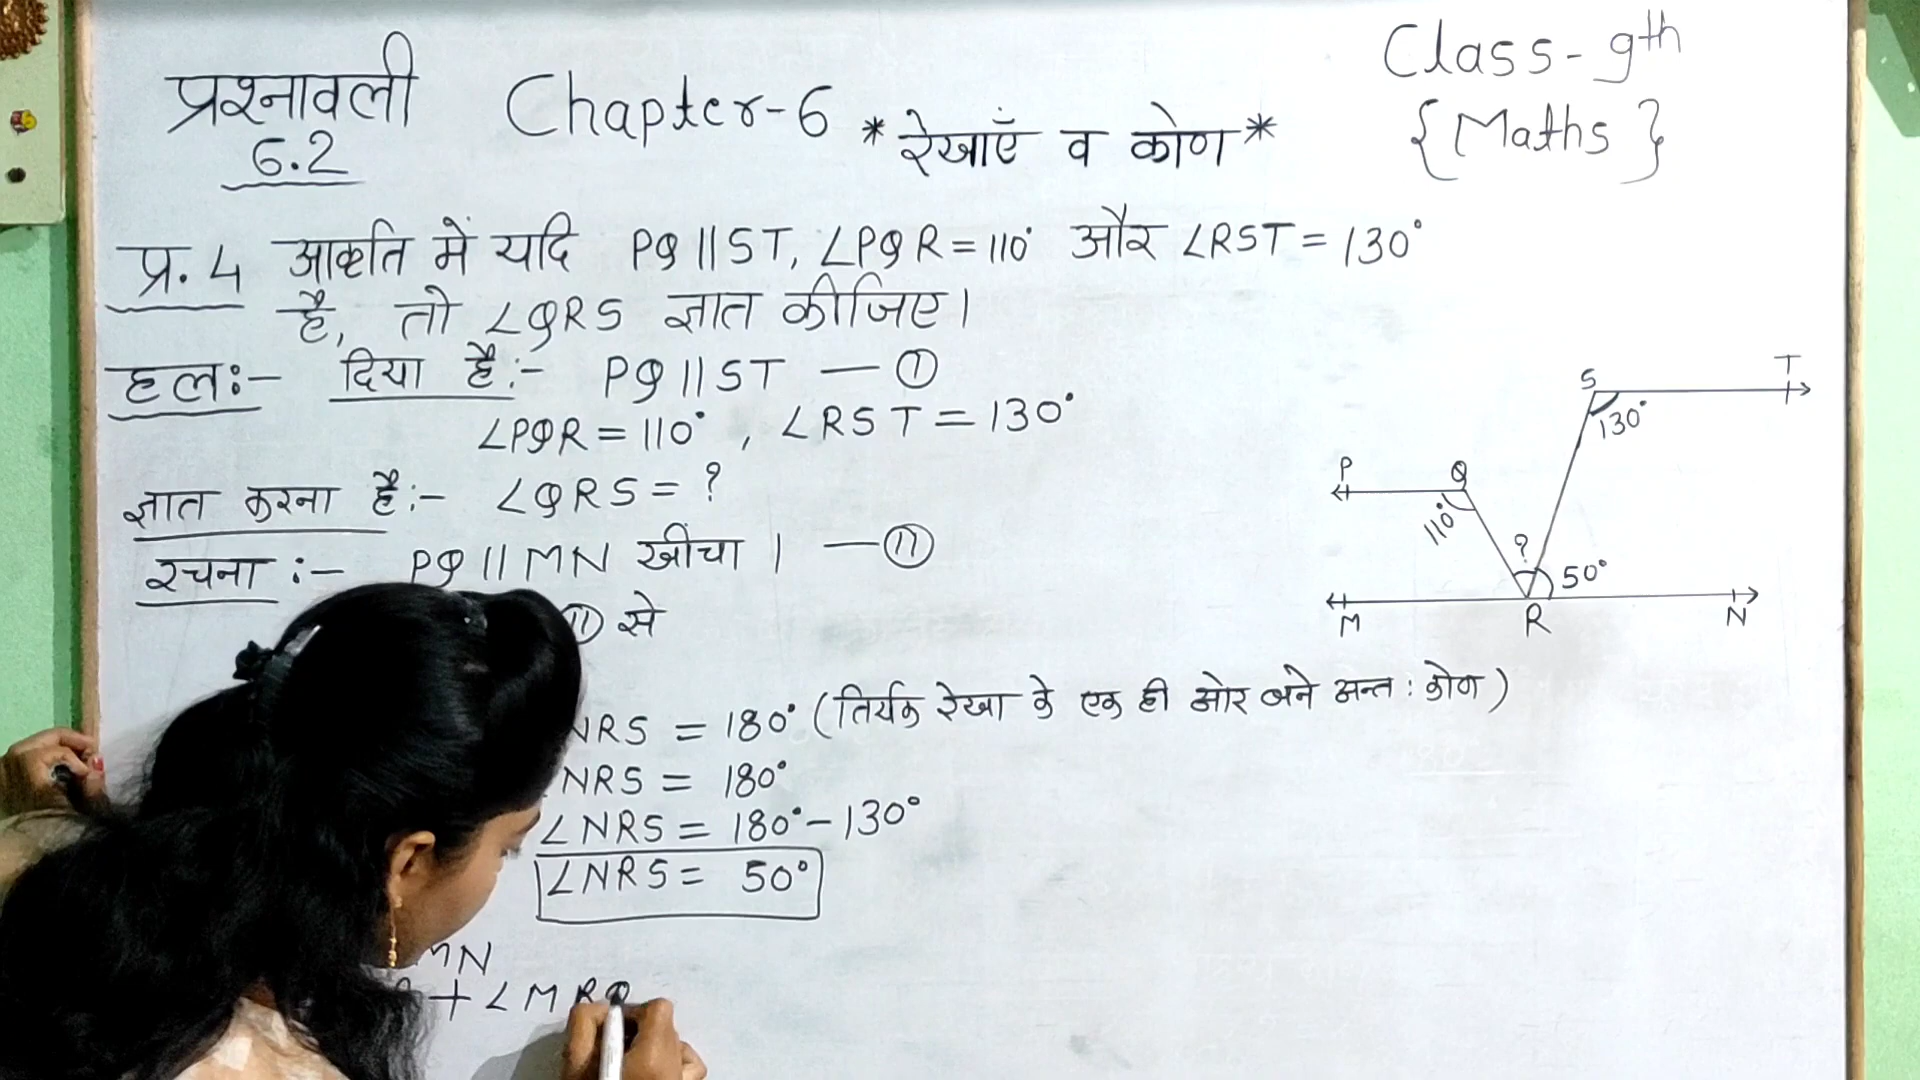 Class-9th
{Maths}
प्रश्नावली 6.2
Chapter-6 *रेखाएँ व कोण*
प्र. 4 आकृति में यदि PQ||ST, ∠PQR=110° और ∠RST=130°
है, तो ∠QRS ज्ञात कीजिए।
हलः- दिया है:- PQ||ST —①
∠PQR=110°, ∠RST=130°
ज्ञात करना है:- ∠QRS=?
रचना:- PQ||MN खींचा। —⑪
⑪ से
NRS = 180° (तिर्यक रेखा के एक ही ओर बने अन्त: कोण)
NRS = 180°
∠NRS = 180°-130°
∠NRS = 50°
MN
+∠MRQ
S T
130°
P Q
110°
?
50°
M R N